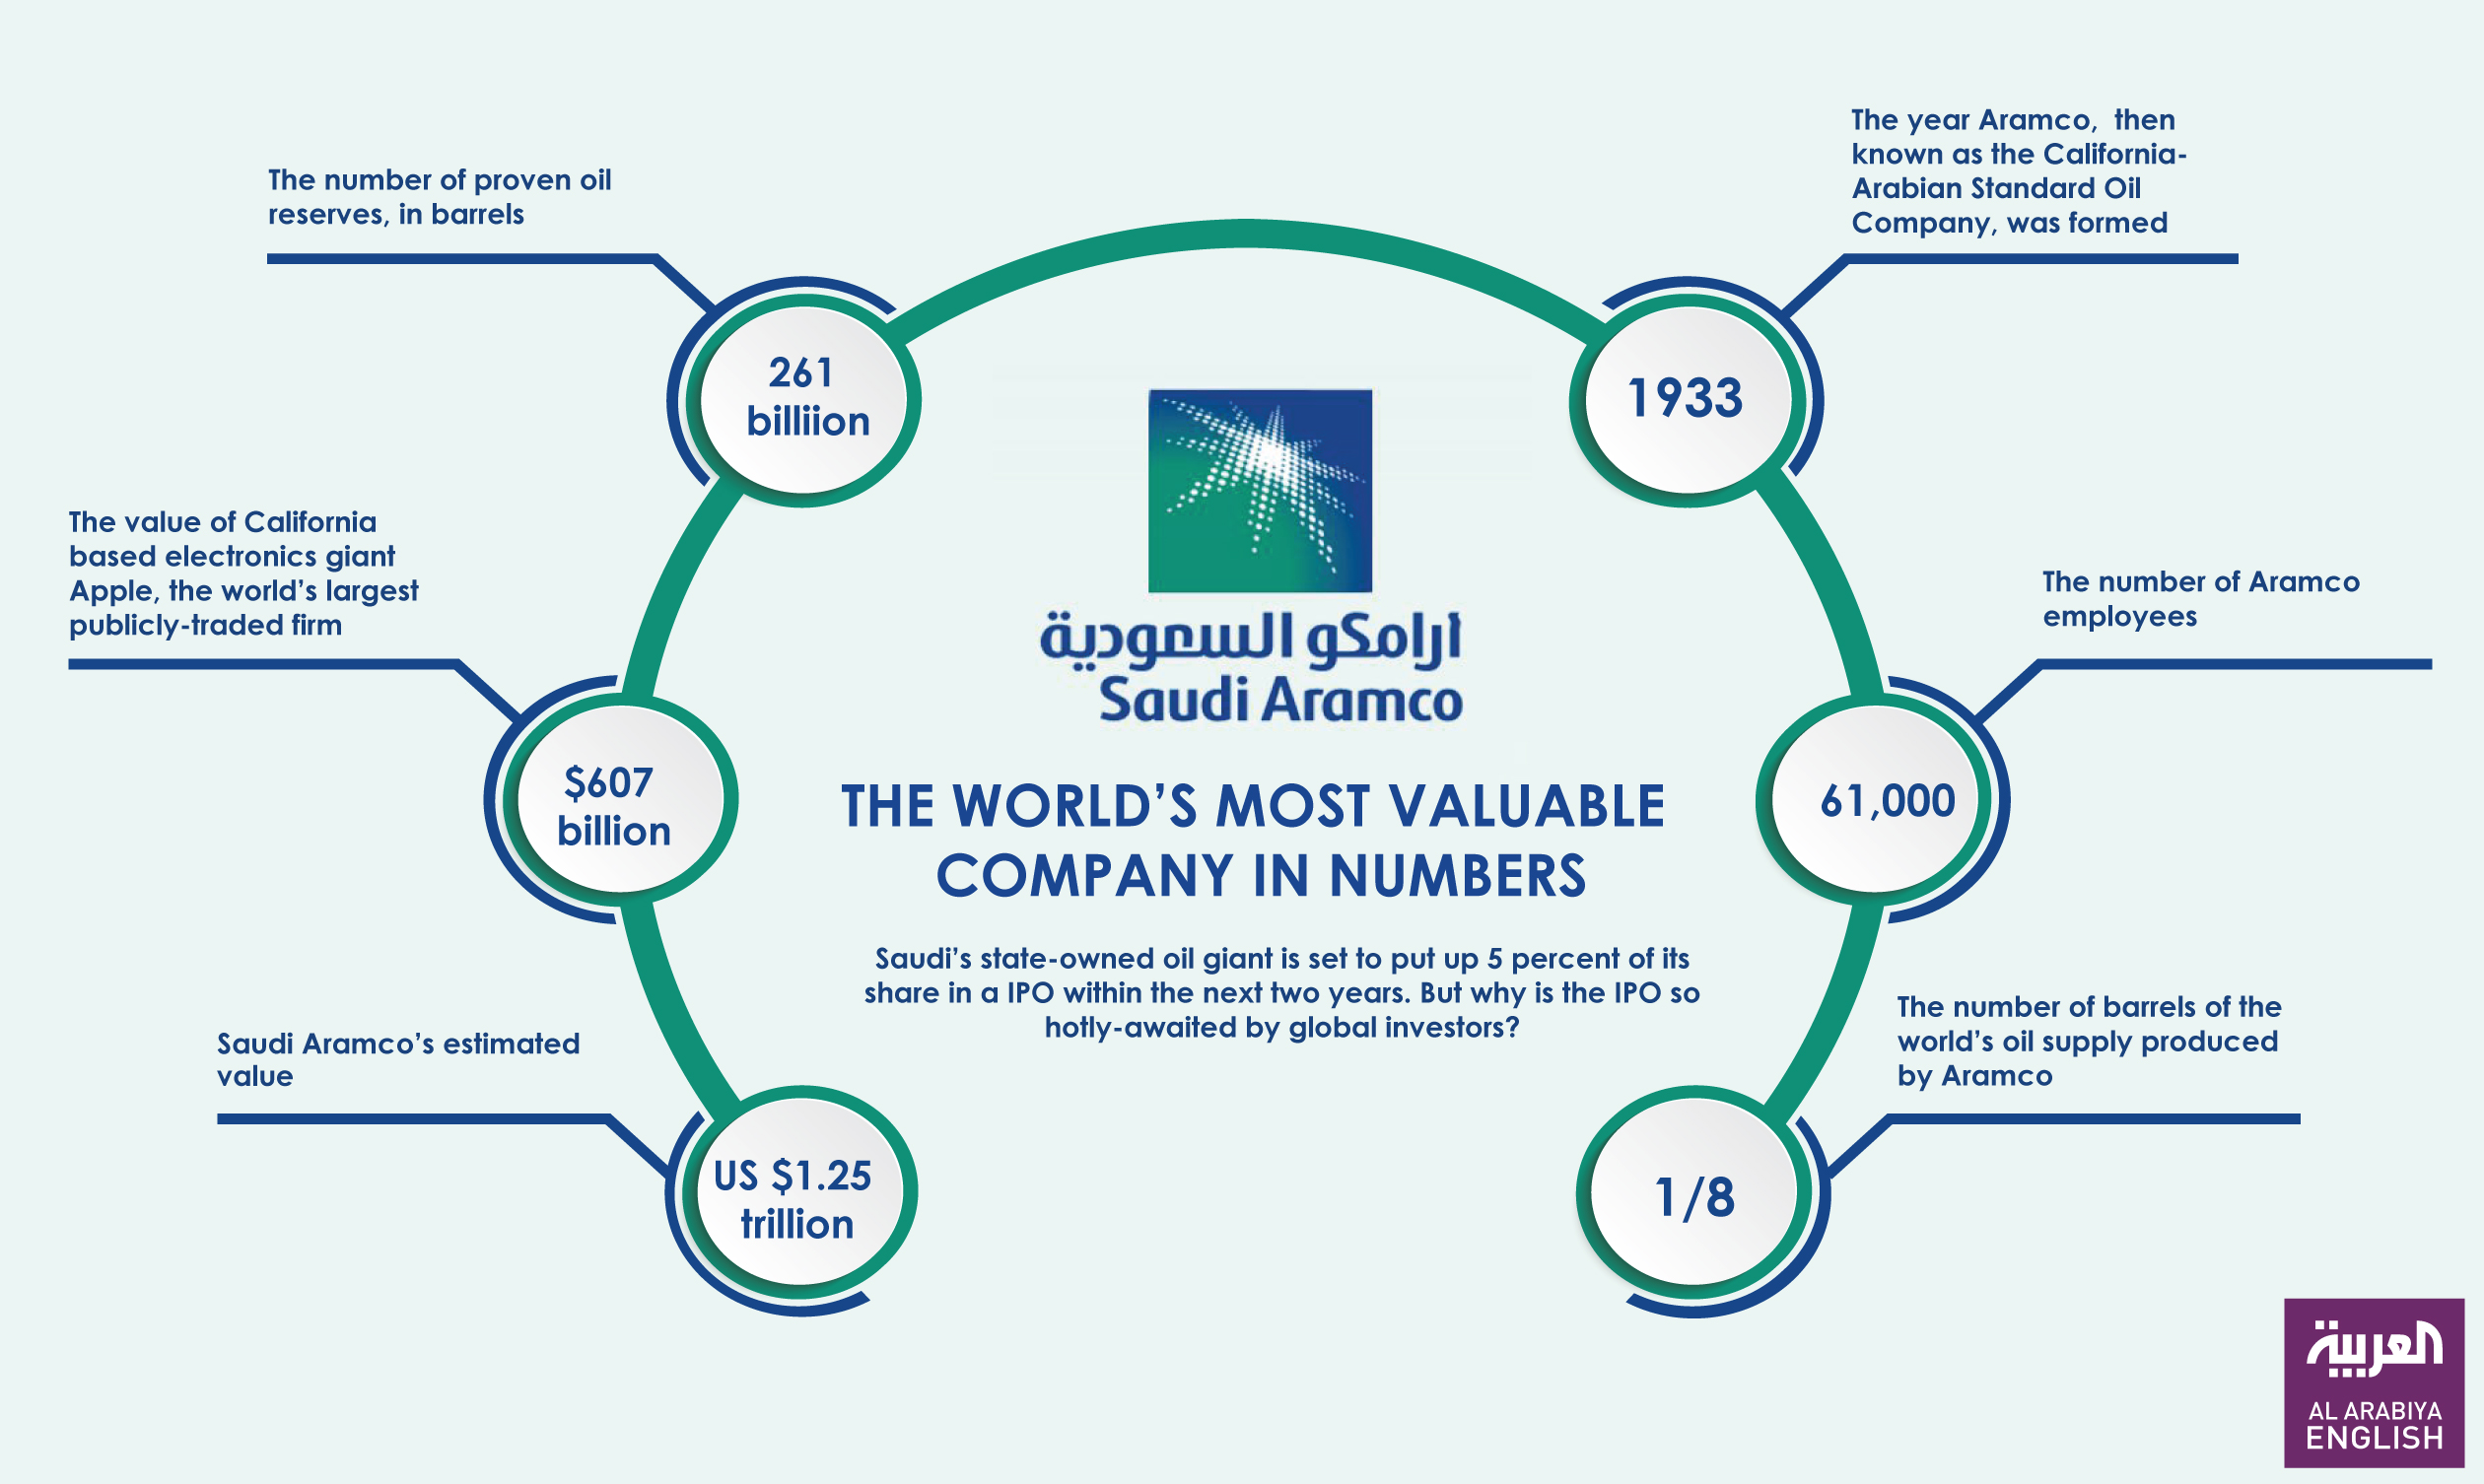 The number of proven oil
reserves, in barrels
261
billiion
The value of California
based electronics giant
Apple, the world's largest
publicly-traded firm
$607
billion
Saudi Aramco's estimated
value
US $1.25
trillion
The year Aramco,  then
known as the California-
Arabian Standard Oil
Company, was formed
1933
The number of Aramco
employees
61,000
The number of barrels of the
world's oil supply produced
by Aramco
1/8
أرامكو السعودية
Saudi Aramco
THE WORLD'S MOST VALUABLE
COMPANY IN NUMBERS
Saudi's state-owned oil giant is set to put up 5 percent of its
share in a IPO within the next two years. But why is the IPO so
hotly-awaited by global investors?
العربية
AL ARABIYA
ENGLISH